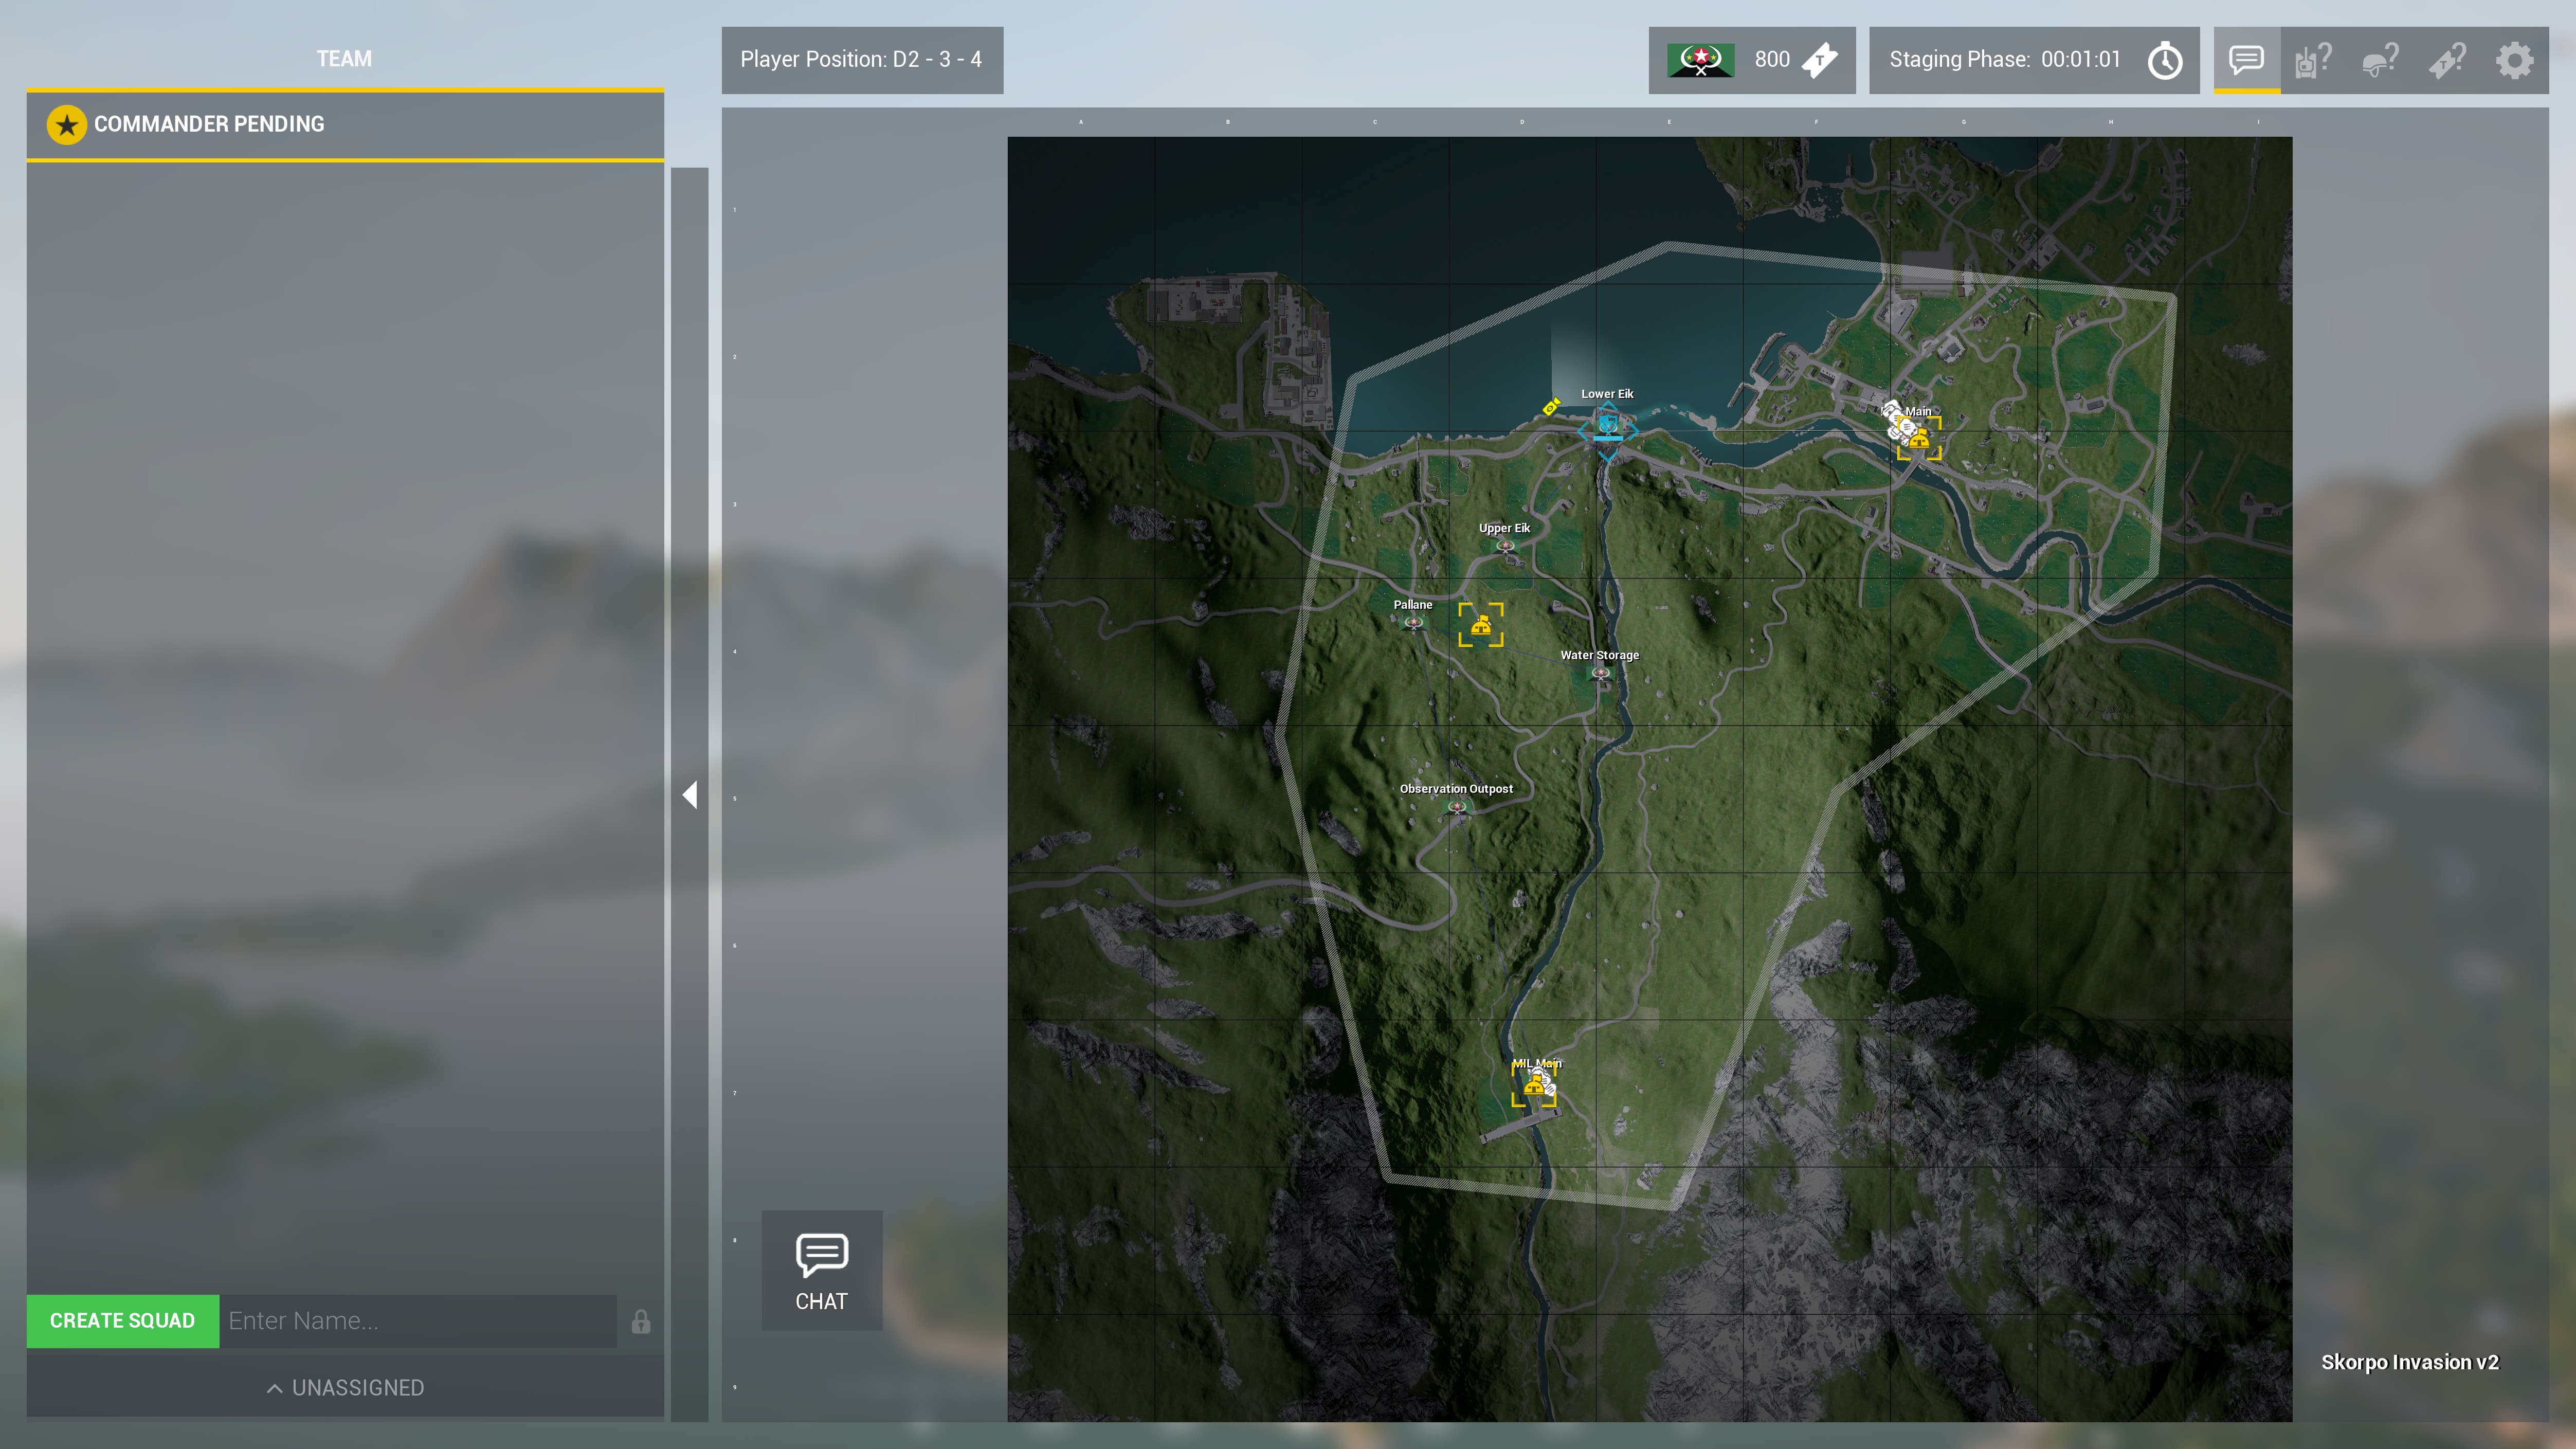 TEAM
Player Position: D2 - 3 - 4
800
T
Staging Phase: 00:01:01
?
?
T ?
COMMANDER PENDING
A B C D E F G H I
1
2
Lower Eik
Main
3
Upper Eik
Pallane
4
Water Storage
Observation Outpost
5
6
MIL Main
7
8
CHAT
CREATE SQUAD
Enter Name...
Skorpo Invasion v2
UNASSIGNED
9